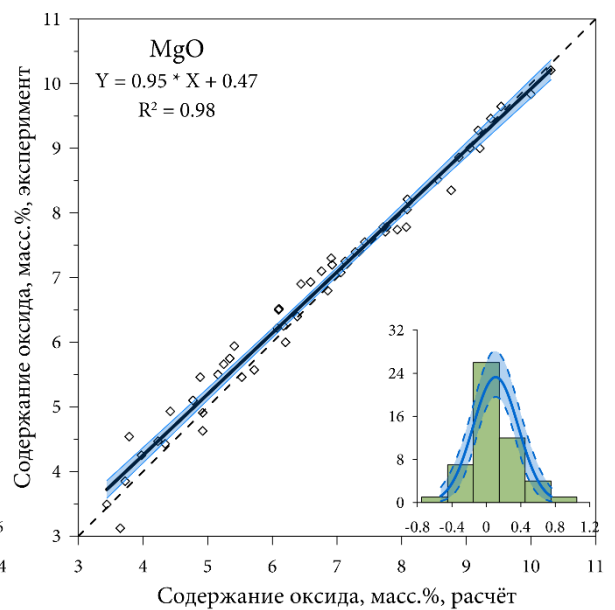 11
10
9
8
7
6
5
4
3
Содержание оксида, масс.%, эксперимент
MgO
Y = 0.95 * X + 0.47
R² = 0.98
32
24
16
8
0
-0.8 -0.4 0 0.4 0.8 1.2
3 4 5 6 7 8 9 10 11
Содержание оксида, масс.%, расчёт
4